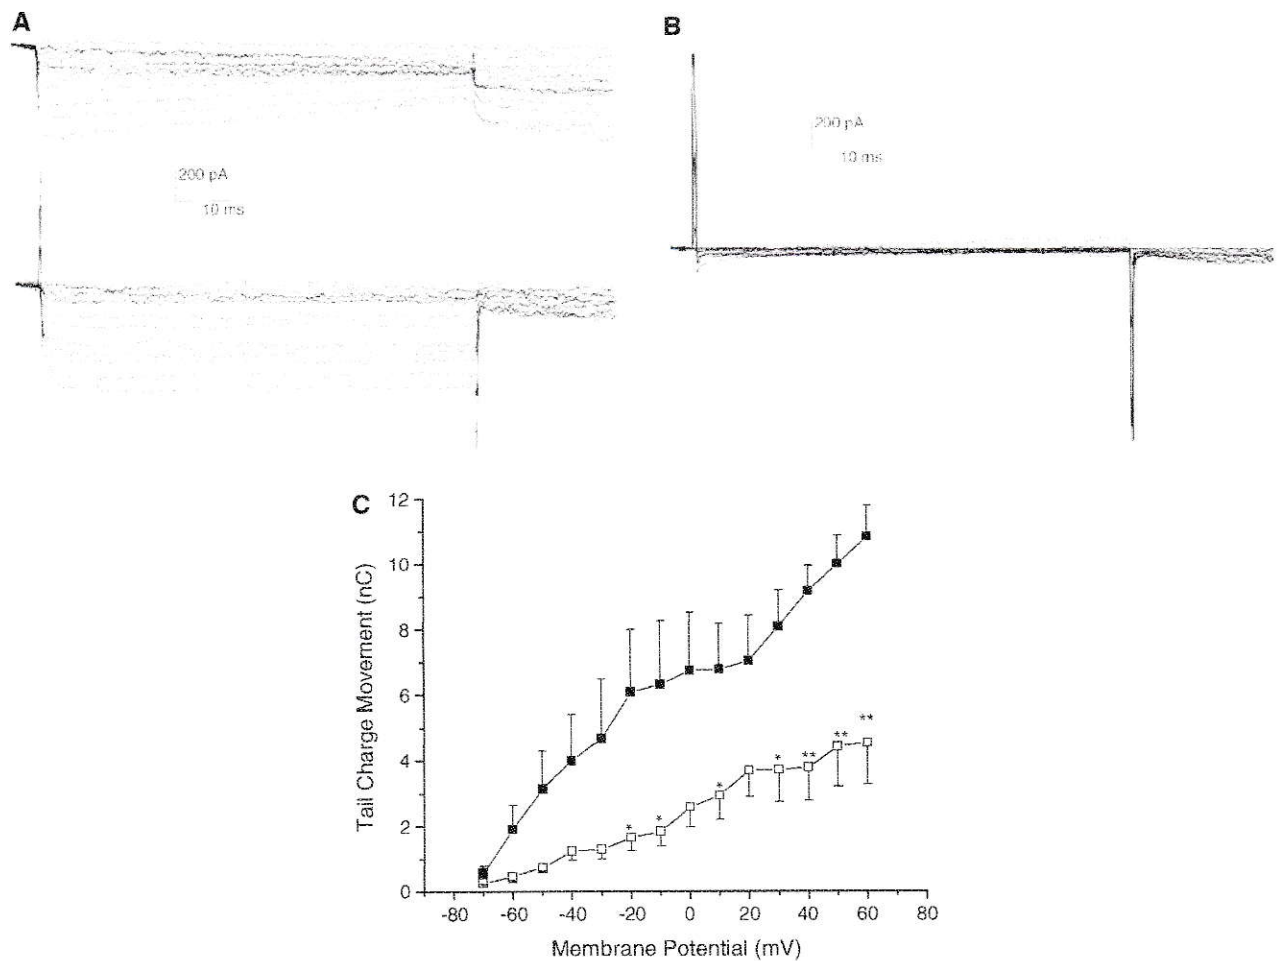 A
200 pA
10 ms
B
200 pA
10 ms
C
Tail Charge Movement (nC)
12
10
8
6
4
2
0
* * * * ** ** **
-80 -60 -40 -20 0 20 40 60 80
Membrane Potential (mV)